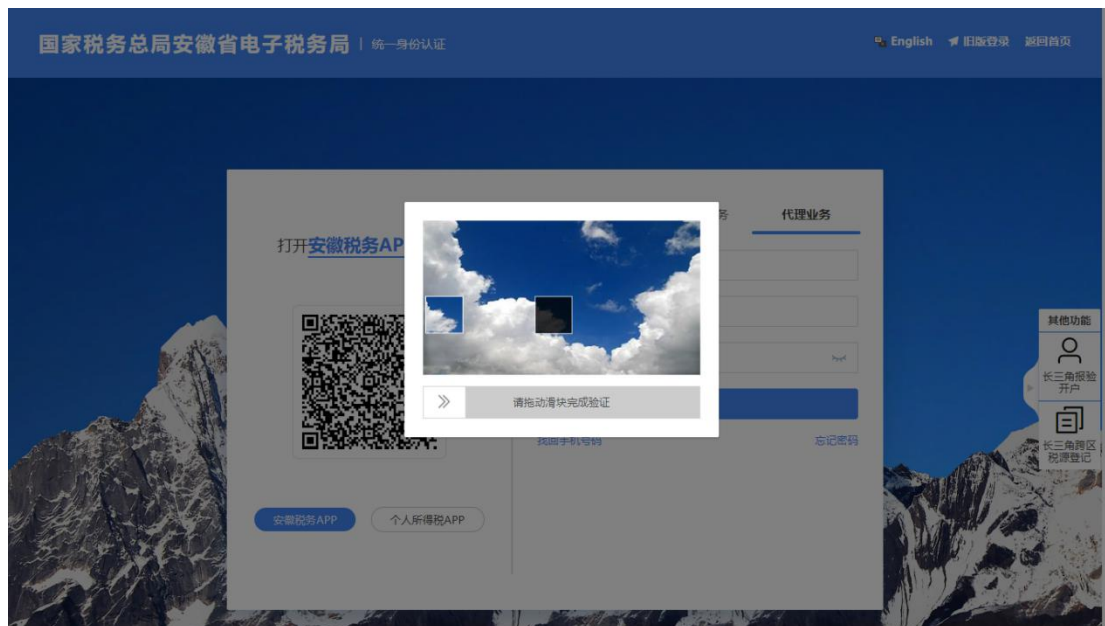 国家税务总局安徽省电子税务局 | 统一身份认证
English 旧版登录 返回首页
务 代理业务
打开安徽税务AP
请拖动滑块完成验证
找回手机号码 忘记密码
安徽税务APP 个人所得税APP
其他功能
长三角报验
开户
长三角跨区
税源登记